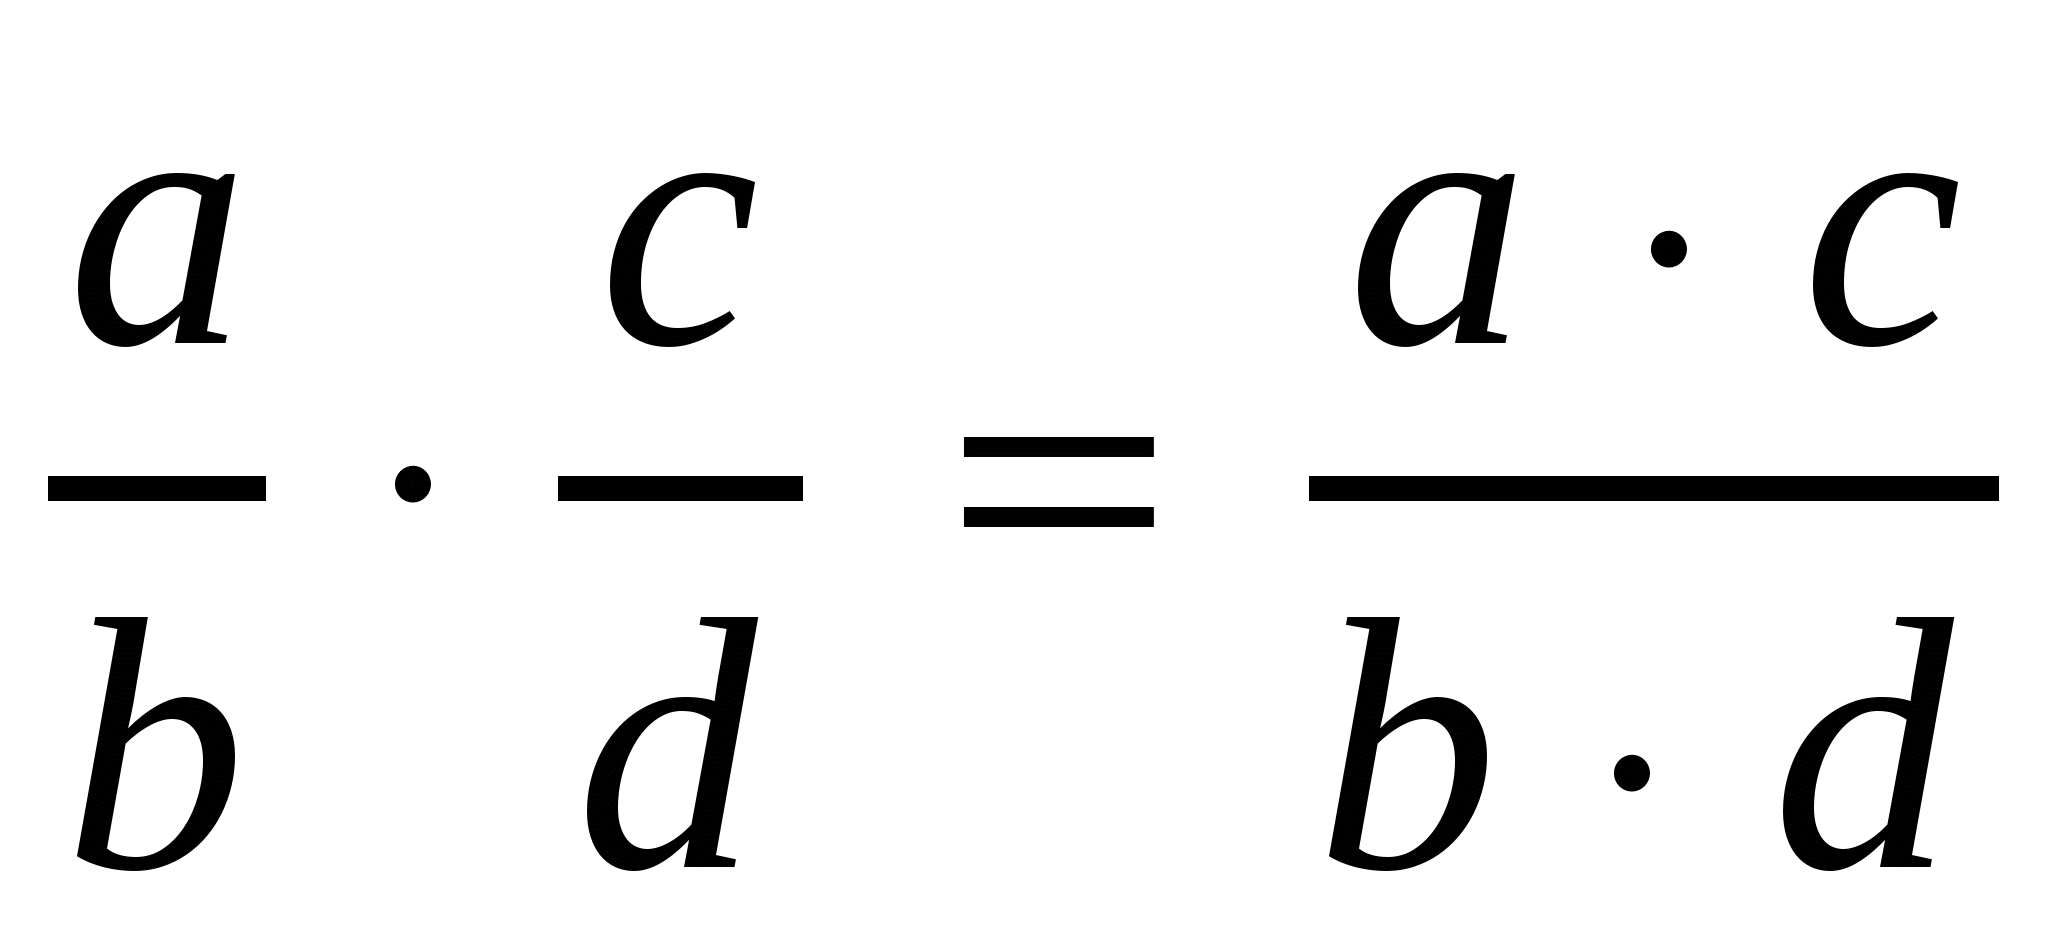 a/b · c/d = a · c/b · d